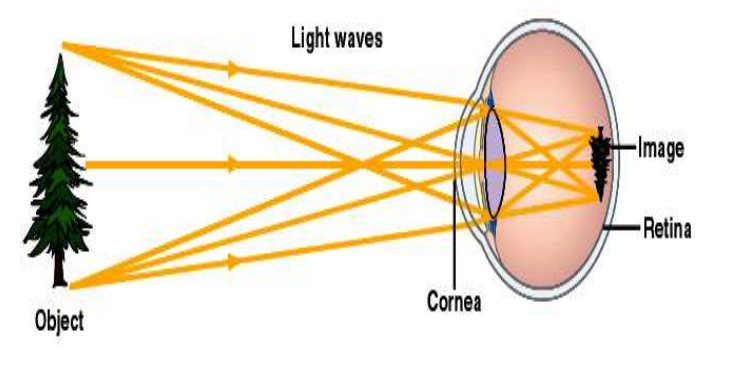 Light waves
Image
Retina
Cornea
Object